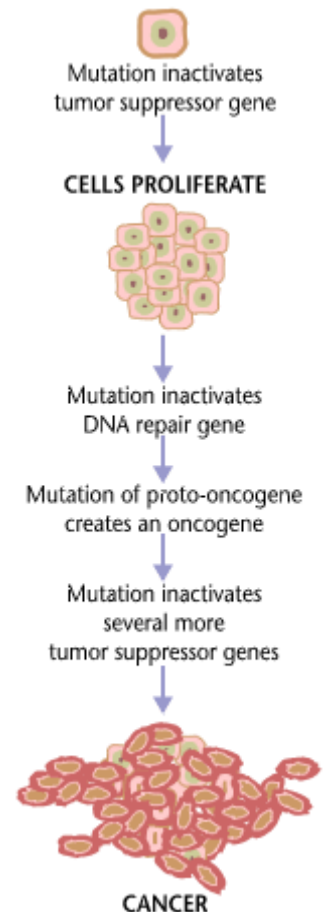 Mutation inactivates
tumor suppressor gene
CELLS PROLIFERATE
Mutation inactivates
DNA repair gene
Mutation of proto-oncogene
creates an oncogene
Mutation inactivates
several more
tumor suppressor genes
CANCER